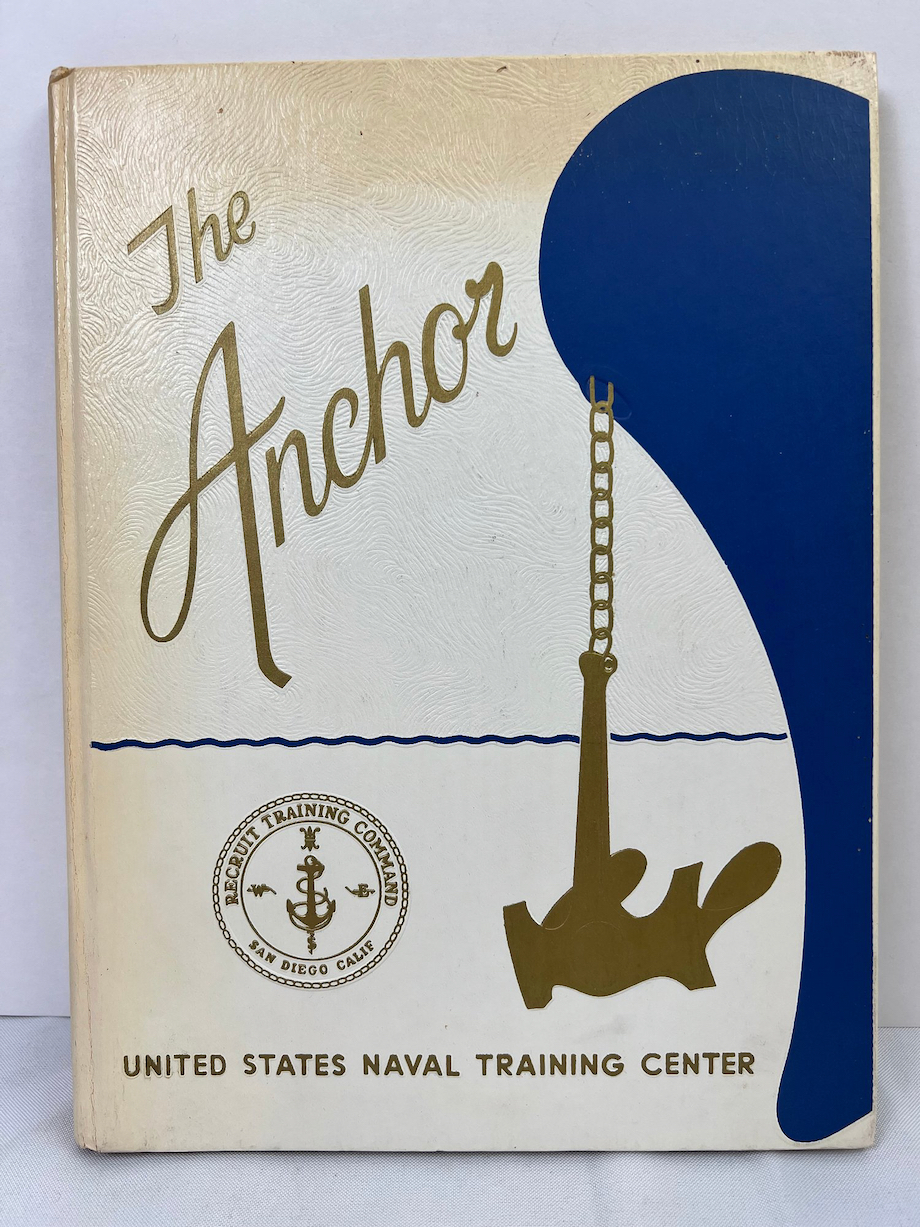 The
Anchor
RECRUIT TRAINING COMMAND
N
W E
S
SAN DIEGO CALIF
UNITED STATES NAVAL TRAINING CENTER